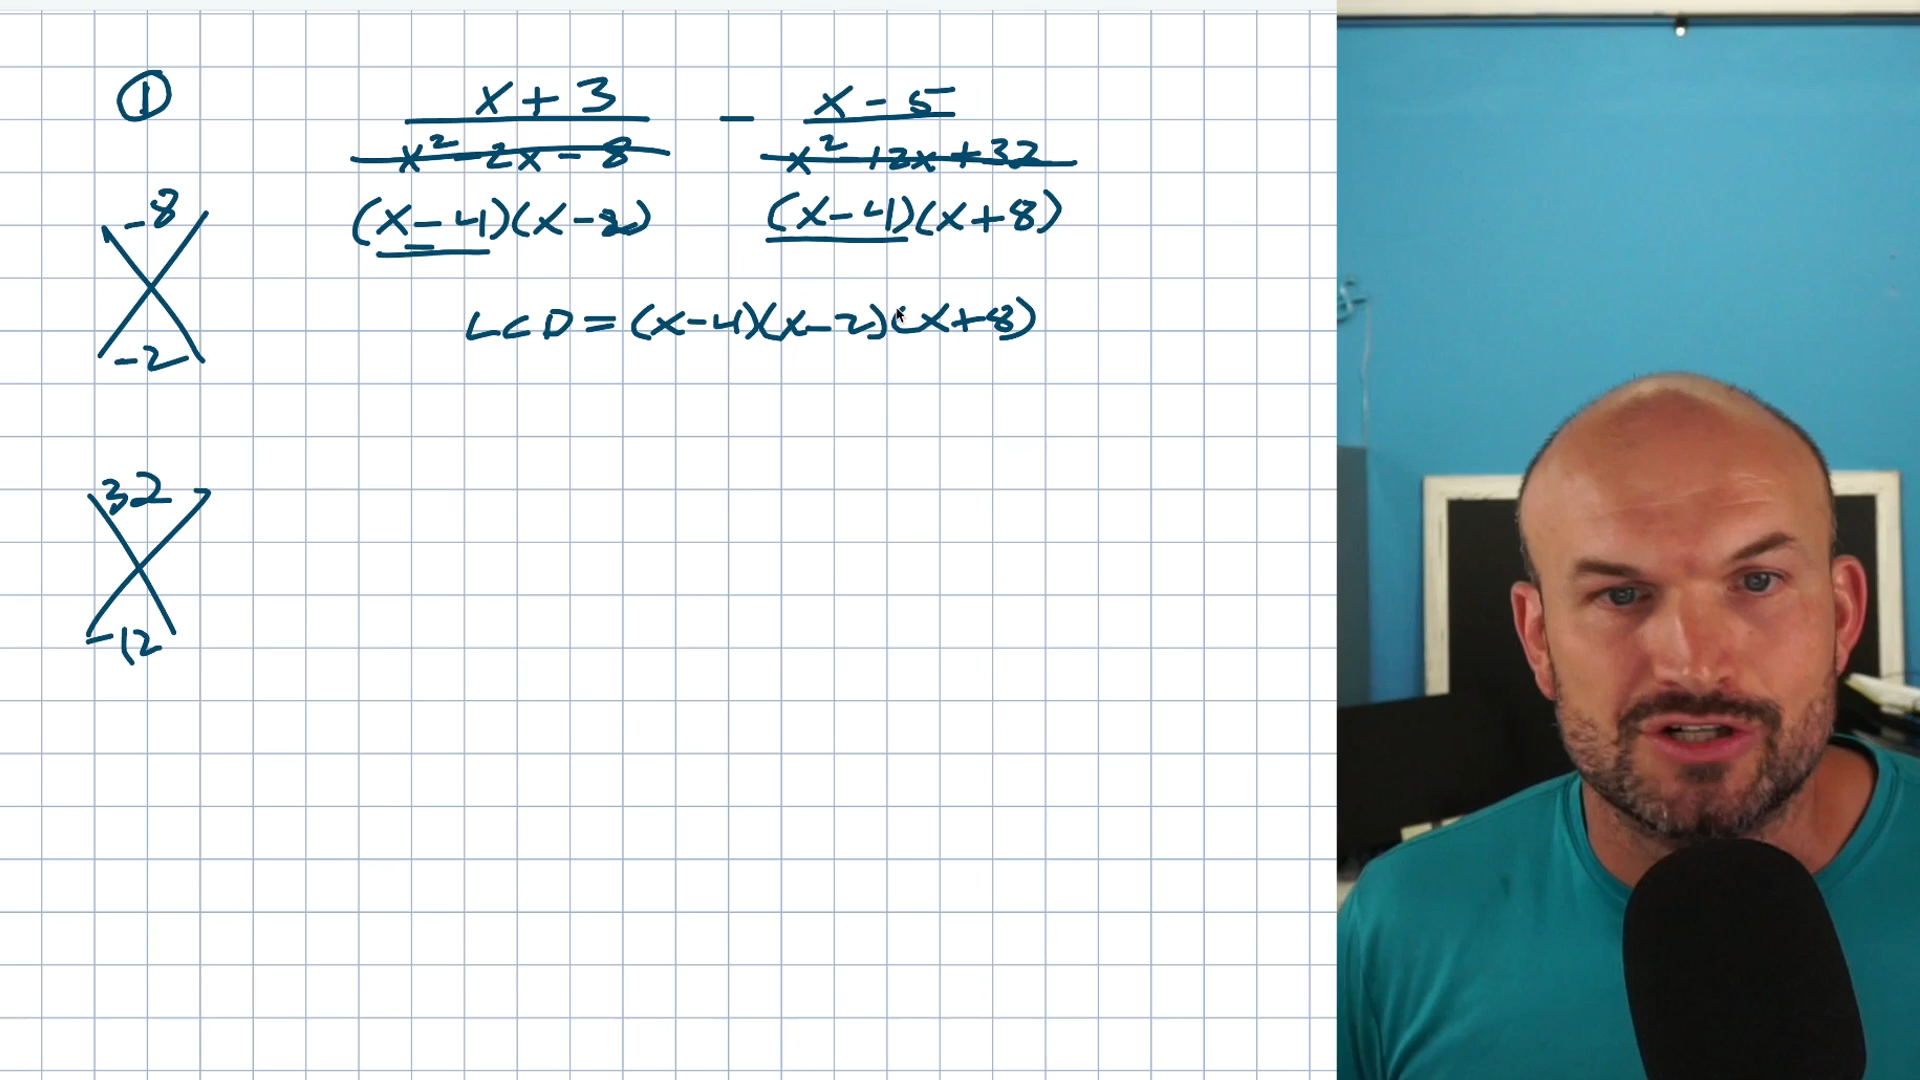 ①
x + 3 / x² - 2x - 8 - x - 5 / x² - 12x + 32
(x - 4)(x - 2) (x - 4)(x + 8)
LCD = (x - 4)(x - 2)(x + 8)
-8
-2
32
-12